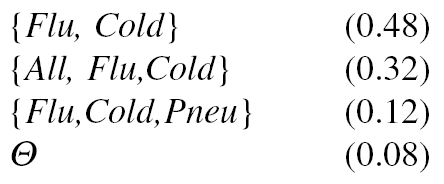 {Flu, Cold} (0.48)
{All, Flu,Cold} (0.32)
{Flu,Cold,Pneu} (0.12)
Θ (0.08)